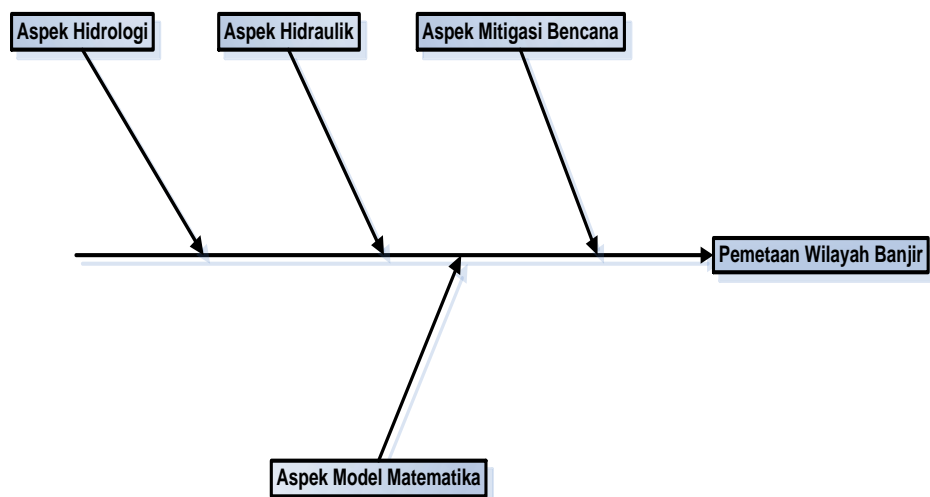 Aspek Hidrologi
Aspek Hidraulik
Aspek Mitigasi Bencana
Pemetaan Wilayah Banjir
Aspek Model Matematika